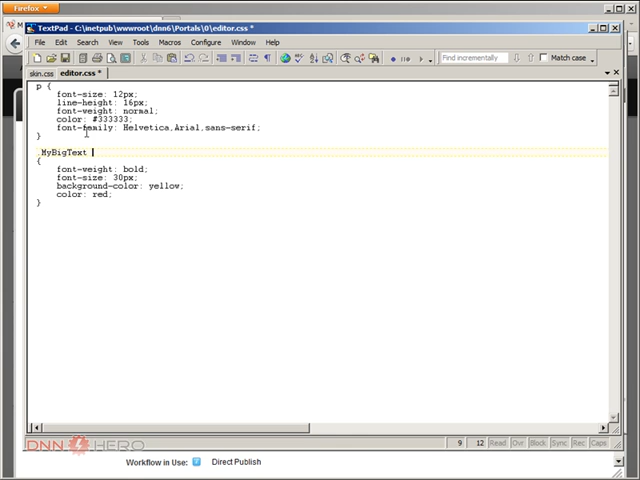 Firefox
TextPad - C:\inetpub\wwwroot\dnn6\Portals\0\editor.css *
File Edit Search View Tools Macros Configure Window Help
Find incrementally
Match case
skin.css editor.css *
p {
font-size: 12px;
line-height: 16px;
font-weight: normal;
color: #333333;
font-family: Helvetica,Arial,sans-serif;
}
.MyBigText
{
font-weight: bold;
font-size: 30px;
background-color: yellow;
color: red;
}
9 12 Read Ovr Block Sync Rec Caps
DNN HERO
Workflow in Use: Direct Publish